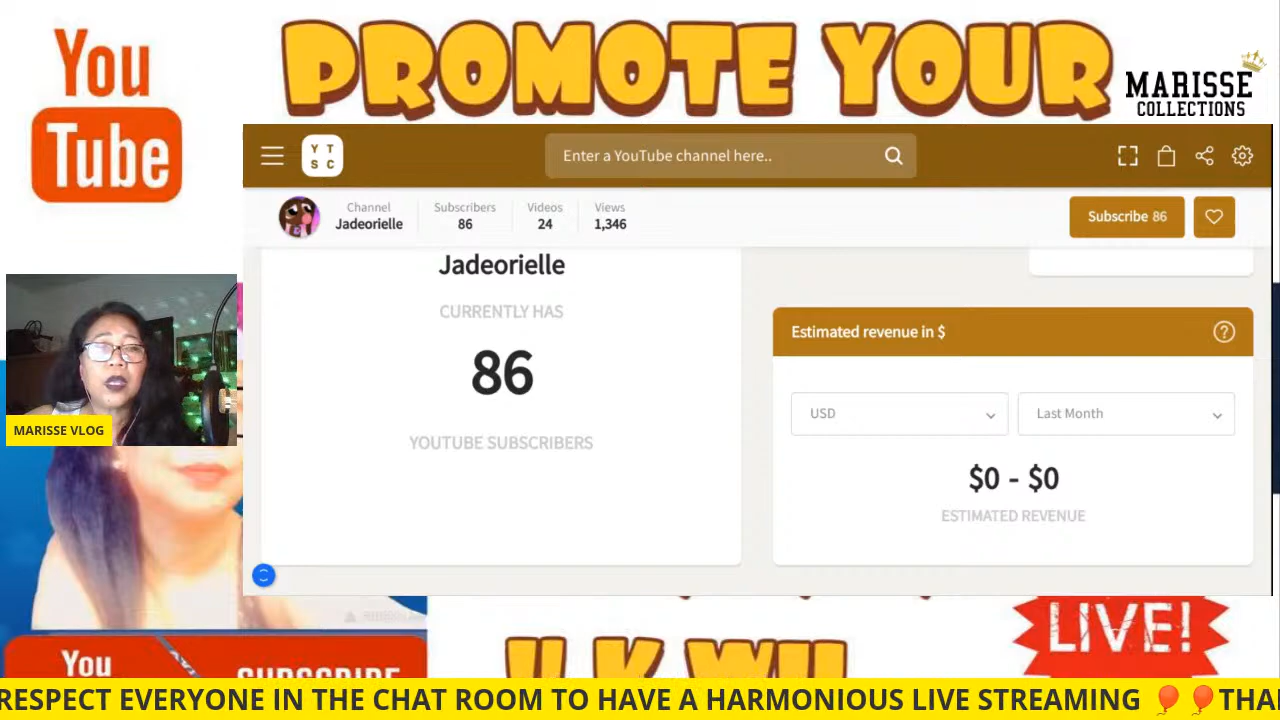 You
Tube
PROMOTE YOUR
MARISSE
COLLECTIONS
Y T
S C
Enter a YouTube channel here..
Channel
Jadeorielle
Subscribers
86
Videos
24
Views
1,346
Subscribe 86
Jadeorielle
CURRENTLY HAS
86
YOUTUBE SUBSCRIBERS
Estimated revenue in $
?
USD
Last Month
$0 - $0
ESTIMATED REVENUE
MARISSE VLOG
LIVE!
You
SUBSCRIBE
RESPECT EVERYONE IN THE CHAT ROOM TO HAVE A HARMONIOUS LIVE STREAMING 🎈🎈THA